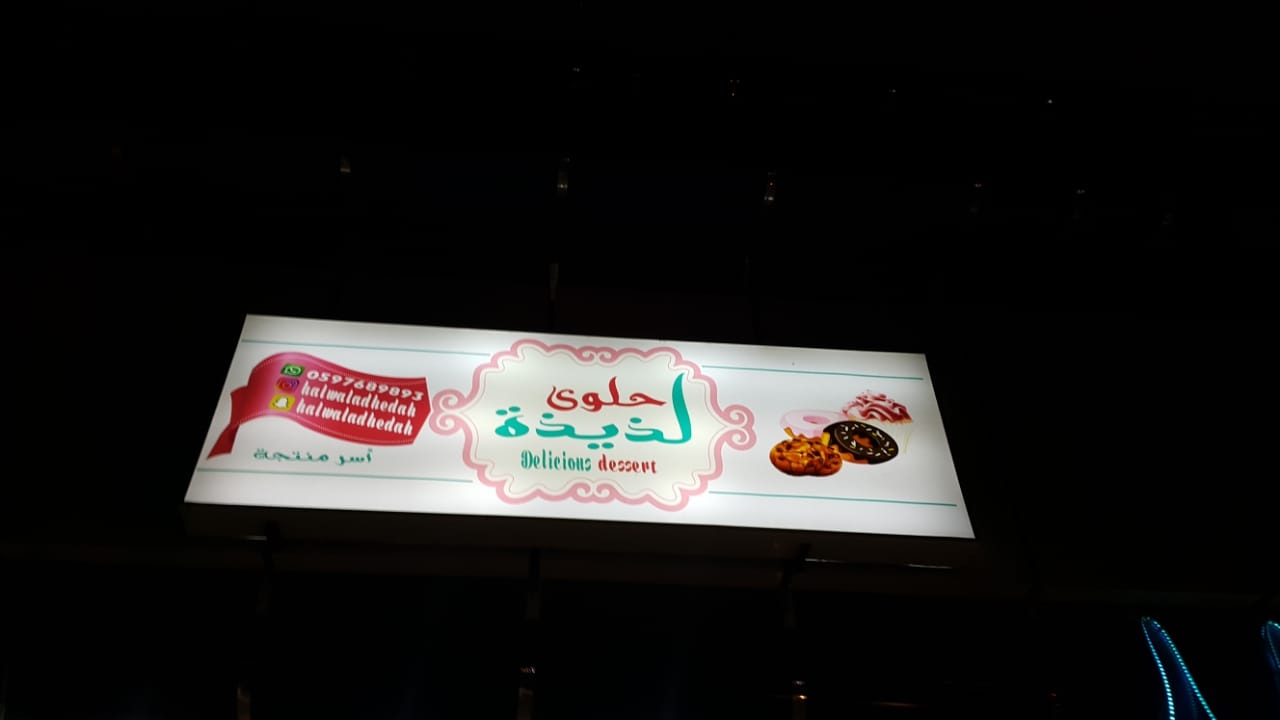 حلوى
لذيذة
Delicious dessert
0597689893
halwaladhedah
halwaladhedah
أسر منتجة